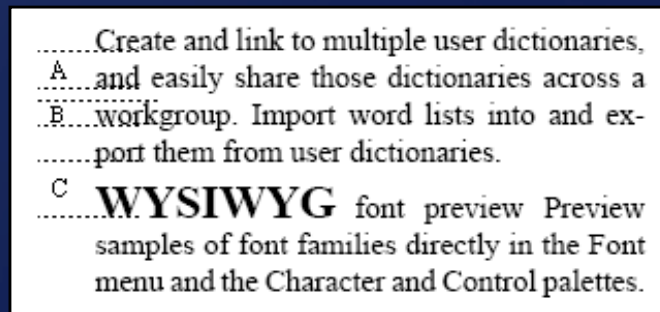 Create and link to multiple user dictionaries,
A and easily share those dictionaries across a
B workgroup. Import word lists into and ex-
port them from user dictionaries.
C WYSIWYG font preview Preview
samples of font families directly in the Font
menu and the Character and Control palettes.